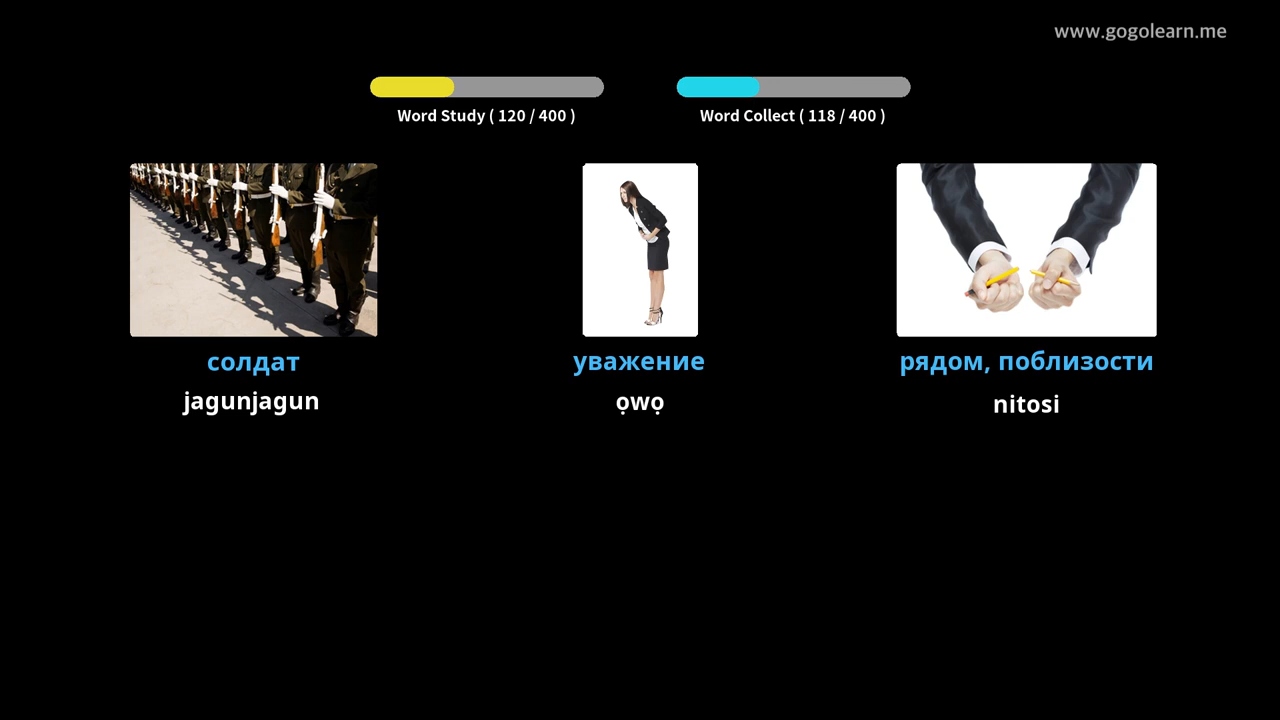 www.gogolearn.me
Word Study ( 120 / 400 )
Word Collect ( 118 / 400 )
солдат
уважение
рядом, поблизости
jagunjagun
ọwọ
nitosi